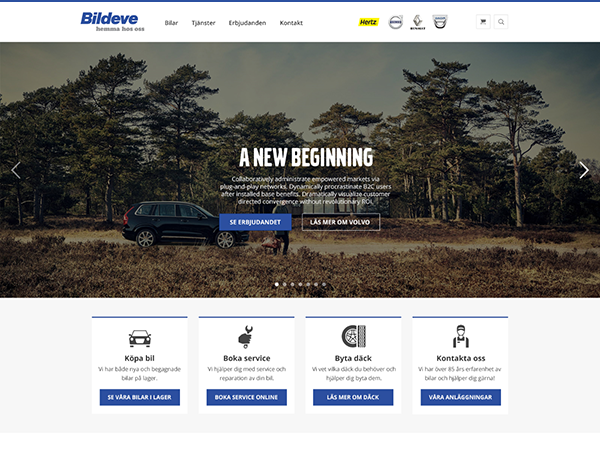 Bildeve
hemma hos oss
Bilar Tjänster Erbjudanden Kontakt
Hertz
A NEW BEGINNING
Collaboratively administrate empowered markets via
plug-and-play networks. Dynamically procrastinate B2C users
after installed base benefits. Dramatically visualize customer
directed convergence without revolutionary ROI.
SE ERBJUDANDET LÄS MER OM VOLVO
Köpa bil
Vi har både nya och begagnade
bilar på lager.
SE VÅRA BILAR I LAGER
Boka service
Vi hjälper dig med service och
reparation av din bil.
BOKA SERVICE ONLINE
Byta däck
Vi vet vilka däck du behöver och
hjälper dig byta dem.
LÄS MER OM DÄCK
Kontakta oss
Vi har över 85 års erfarenhet av
bilar och hjälper dig gärna!
VÅRA ANLÄGGNINGAR